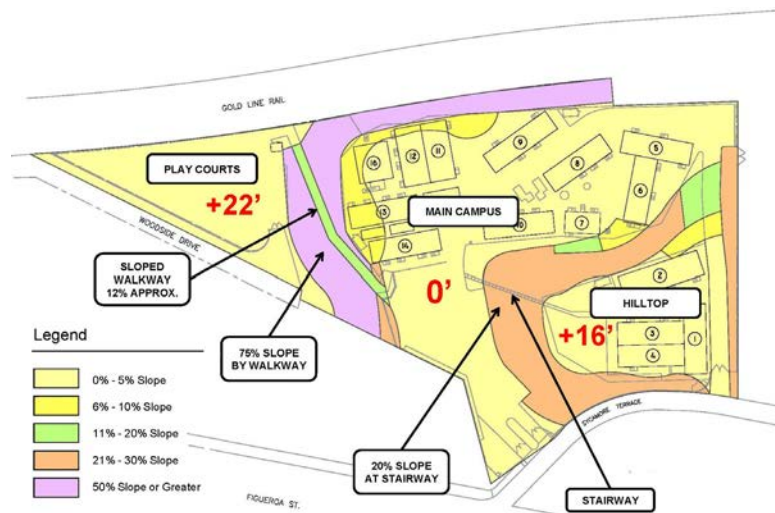 GOLD LINE RAIL
PLAY COURTS
+22'
WOODSIDE DRIVE
16
12
11
9
8
5
6
13
MAIN CAMPUS
10
7
14
SLOPED
WALKWAY
12% APPROX.
0'
2
HILLTOP
+16'
3
1
4
Legend
75% SLOPE
BY WALKWAY
0% - 5% Slope
6% - 10% Slope
11% - 20% Slope
21% - 30% Slope
50% Slope or Greater
SYCAMORE TERRACE
20% SLOPE
AT STAIRWAY
STAIRWAY
FIGUEROA ST.